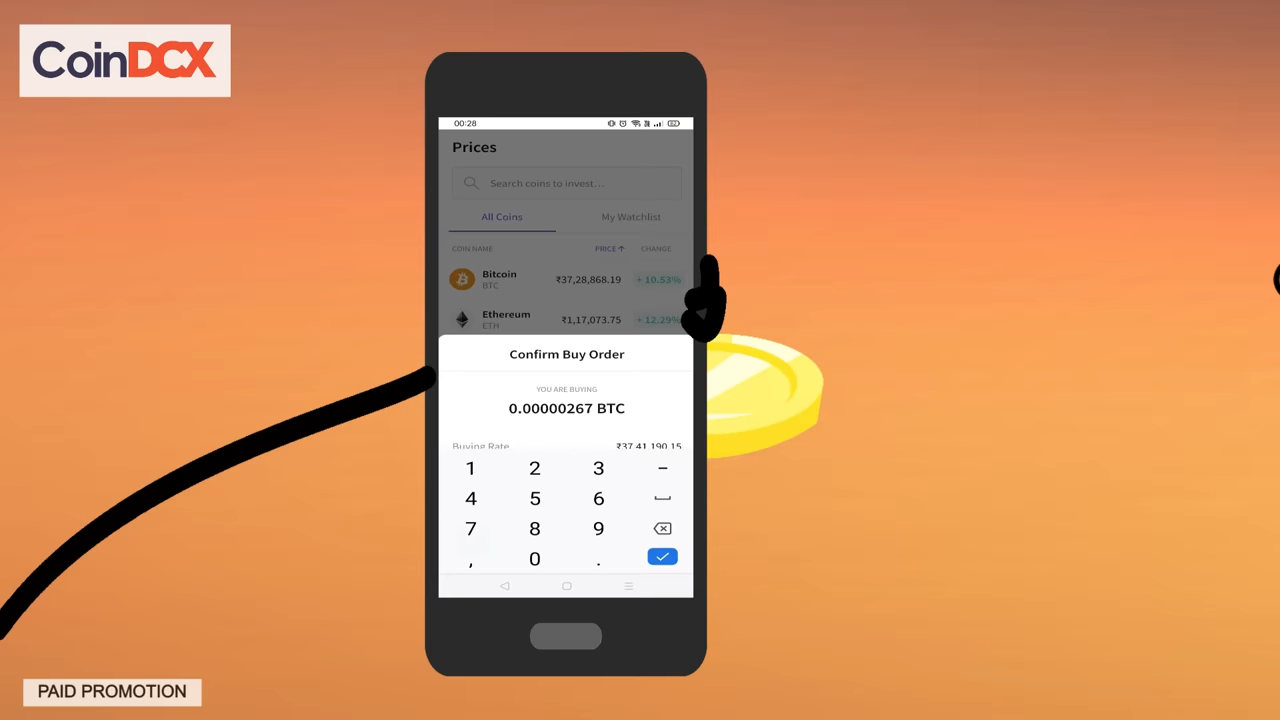 CoinDCX
00:28
Prices
Search coins to invest...
All Coins My Watchlist
COIN NAME PRICE ↑ CHANGE
Bitcoin ₹37,28,868.19 + 10.53%
BTC
Ethereum ₹1,17,073.75 + 12.29%
ETH
Confirm Buy Order
YOU ARE BUYING
0.00000267 BTC
Buying Rate ₹37,41,190.15
1 2 3 –
4 5 6
7 8 9
, 0 .
PAID PROMOTION